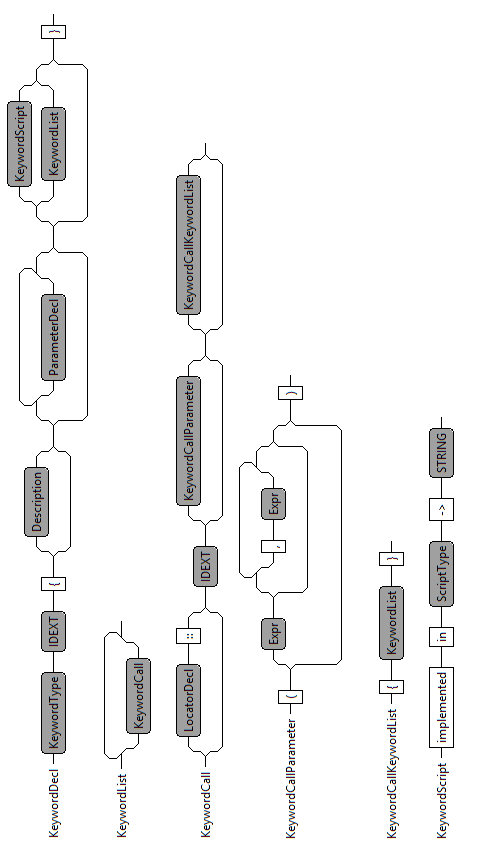 KeywordDecl KeywordType IDEXT { Description ParameterDecl KeywordScript KeywordList }
KeywordList KeywordCall
KeywordCall LocatorDecl :: IDEXT KeywordCallParameter KeywordCallKeywordList
KeywordCallParameter ( Expr , Expr )
KeywordCallKeywordList { KeywordList }
KeywordScript implemented in ScriptType -> STRING